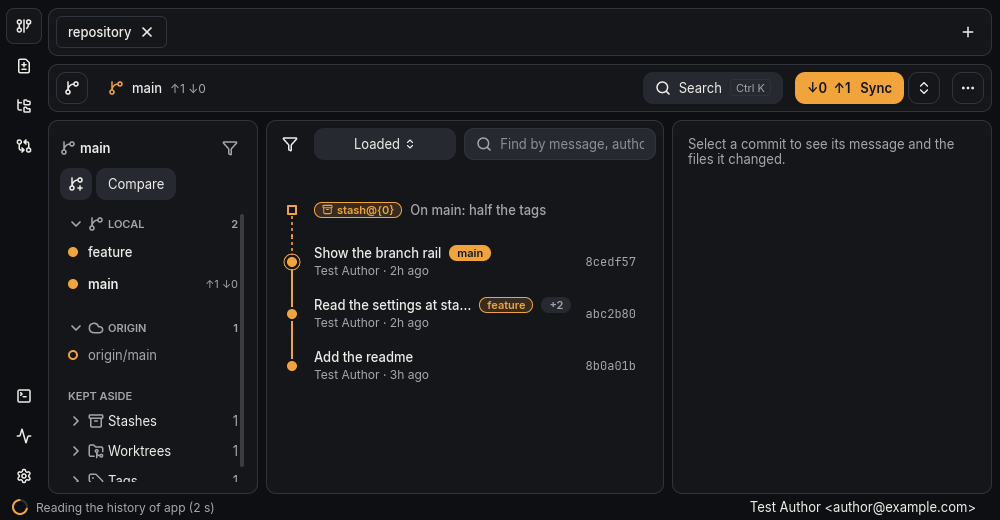 repository
main ↑1 ↓0
Search Ctrl K
↓0 ↑1 Sync
main
Compare
LOCAL 2
feature
main ↑1 ↓0
ORIGIN 1
origin/main
KEPT ASIDE
Stashes 1
Worktrees 1
Tags 1
Loaded
Find by message, autho
stash@{0} On main: half the tags
Show the branch rail main
Test Author · 2h ago
8cedf57
Read the settings at sta… feature +2
Test Author · 2h ago
abc2b80
Add the readme
Test Author · 3h ago
8b0a01b
Select a commit to see its message and the
files it changed.
Reading the history of app (2 s)
Test Author <author@example.com>